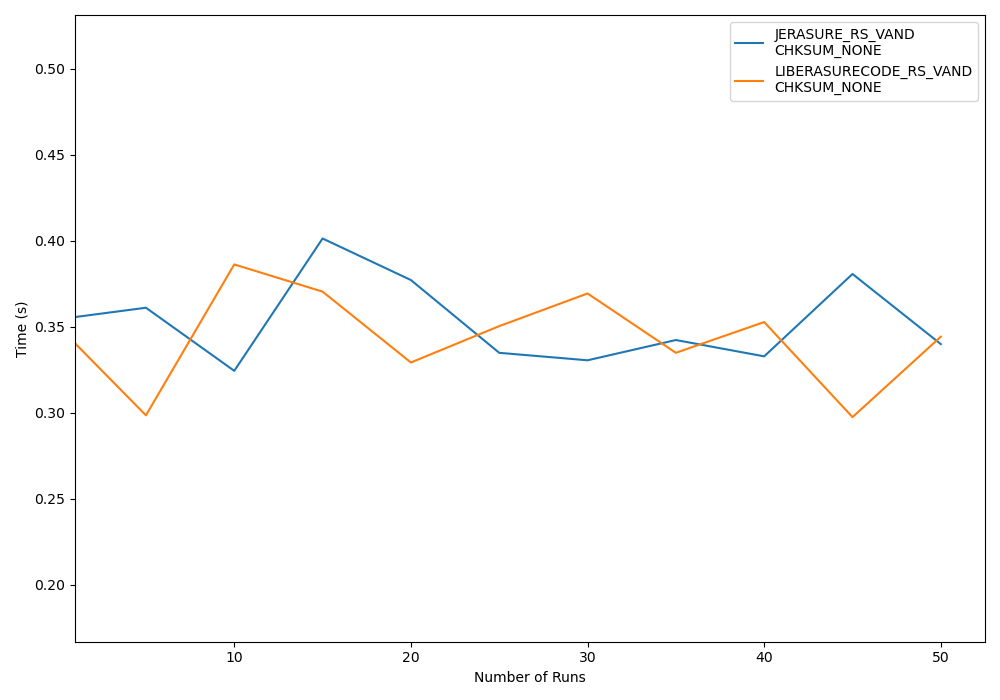 JERASURE_RS_VAND
CHKSUM_NONE
LIBERASURECODE_RS_VAND
CHKSUM_NONE
0.50
0.45
0.40
0.35
0.30
0.25
0.20
Time (s)
10
20
30
40
50
Number of Runs